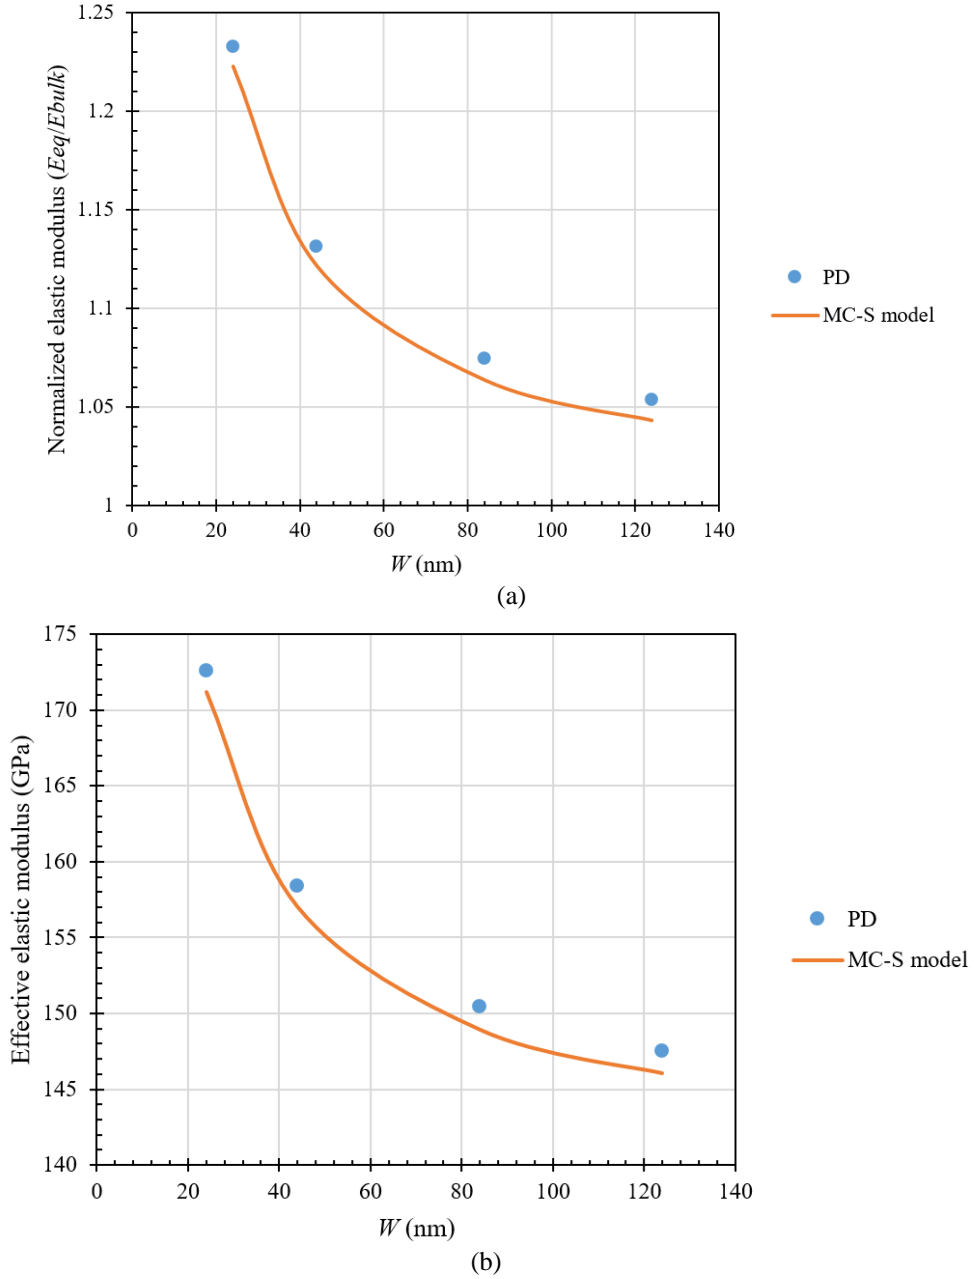 1.25
1.2
1.15
1.1
1.05
1
Normalized elastic modulus (Eeq/Ebulk)
0 20 40 60 80 100 120 140
W (nm)
PD
MC-S model
(a)
175
170
165
160
155
150
145
140
Effective elastic modulus (GPa)
0 20 40 60 80 100 120 140
W (nm)
PD
MC-S model
(b)